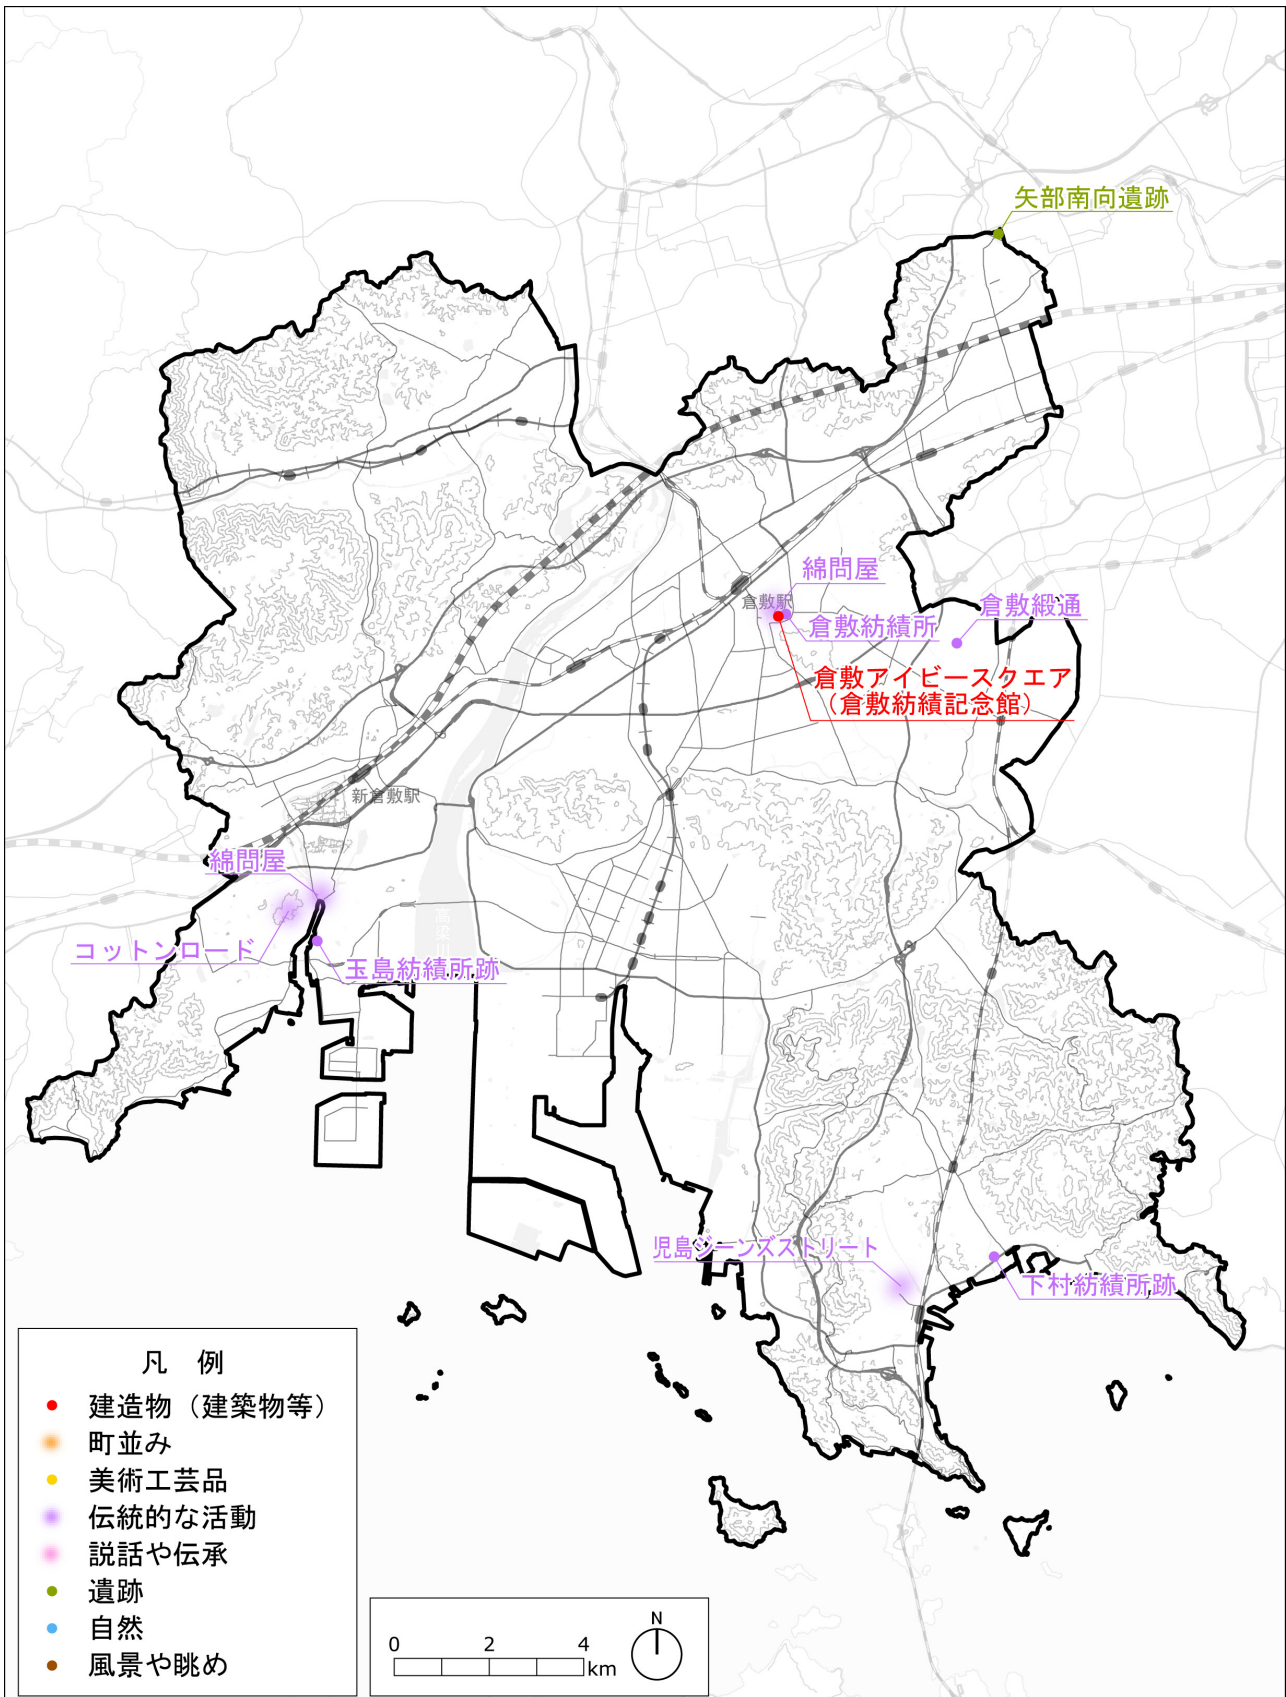 矢部南向遺跡
綿問屋
倉敷駅
倉敷紡績所
倉敷緞通
倉敷アイビースクエア
（倉敷紡績記念館）
新倉敷駅
綿問屋
高梁川
コットンロード
玉島紡績所跡
児島ジーンズストリート
下村紡績所跡
凡 例
建造物（建築物等）
町並み
美術工芸品
伝統的な活動
説話や伝承
遺跡
自然
風景や眺め
0 2 4 km
N